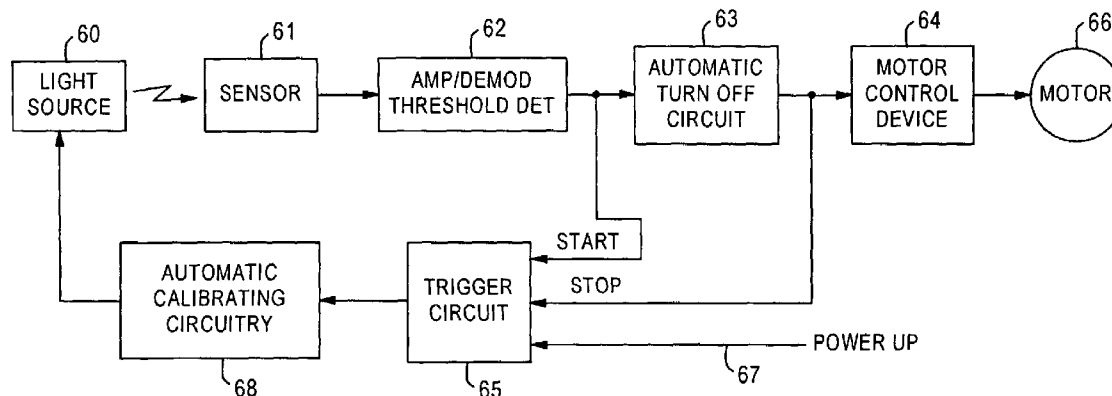 60
61
62
63
64
66
LIGHT
SOURCE
SENSOR
AMP/DEMOD
THRESHOLD DET
AUTOMATIC
TURN OFF
CIRCUIT
MOTOR
CONTROL
DEVICE
MOTOR
AUTOMATIC
CALIBRATING
CIRCUITRY
TRIGGER
CIRCUIT
START
STOP
POWER UP
68
65
67